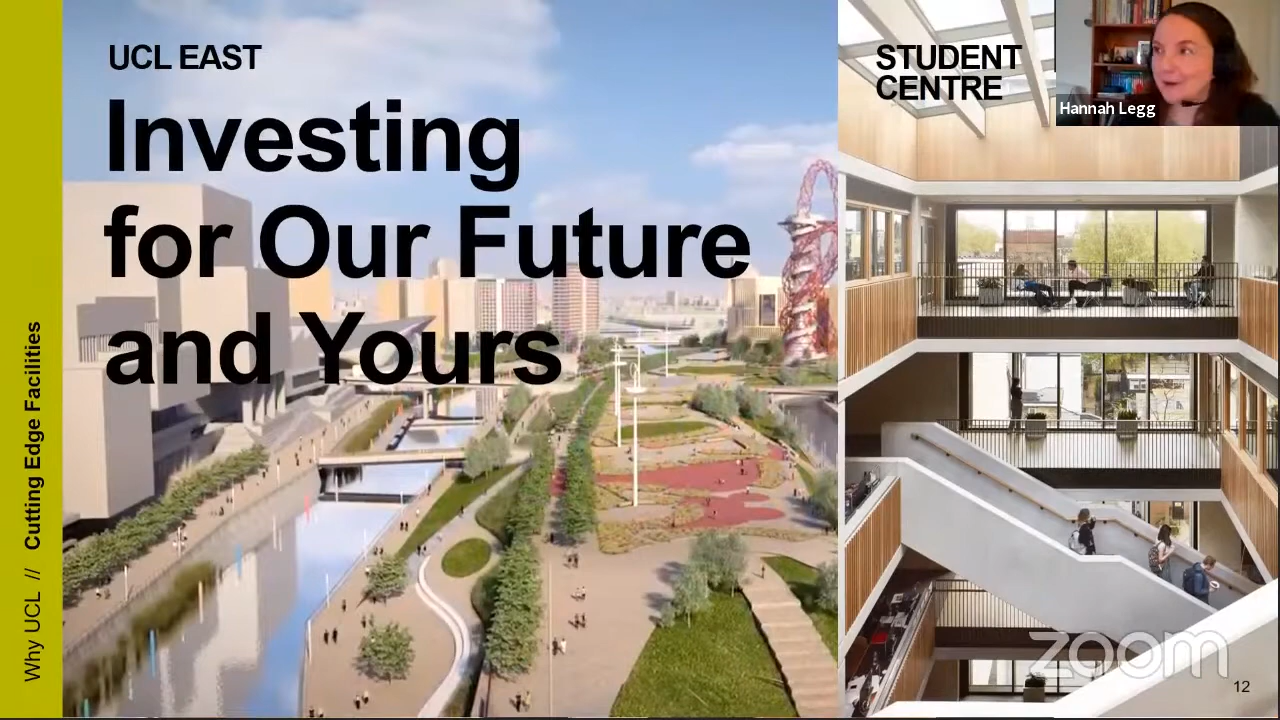 UCL EAST
Investing
for Our Future
and Yours
STUDENT
CENTRE
Hannah Legg
Why UCL // Cutting Edge Facilities
zoom
12